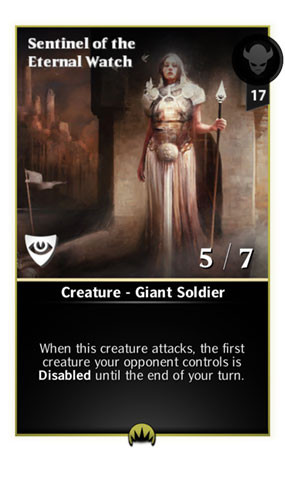 Sentinel of the
Eternal Watch
17
5 / 7
Creature - Giant Soldier
When this creature attacks, the first
creature your opponent controls is
Disabled until the end of your turn.